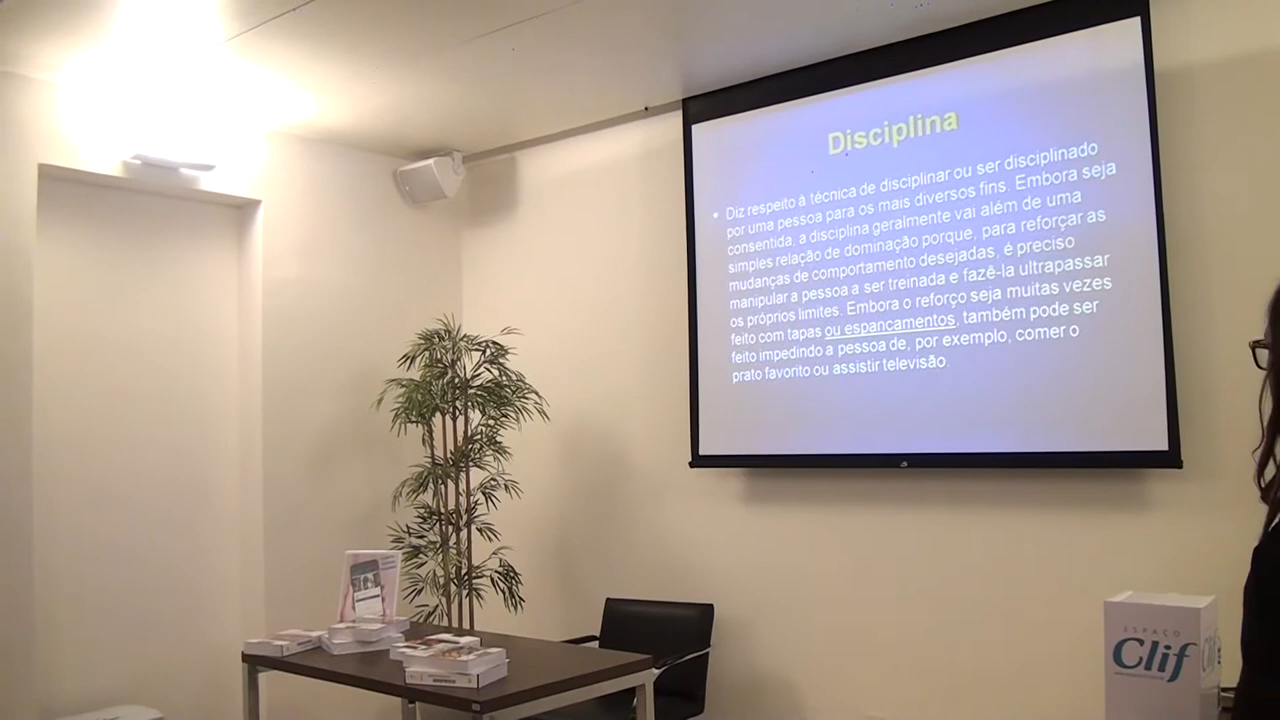 Disciplina
• Diz respeito à técnica de disciplinar ou ser disciplinado
por uma pessoa para os mais diversos fins. Embora seja
consentida, a disciplina geralmente vai além de uma
simples relação de dominação porque, para reforçar as
mudanças de comportamento desejadas, é preciso
manipular a pessoa a ser treinada e fazê-la ultrapassar
os próprios limites. Embora o reforço seja muitas vezes
feito com tapas ou espancamentos, também pode ser
feito impedindo a pessoa de, por exemplo, comer o
prato favorito ou assistir televisão.
ESPAÇO
Clif